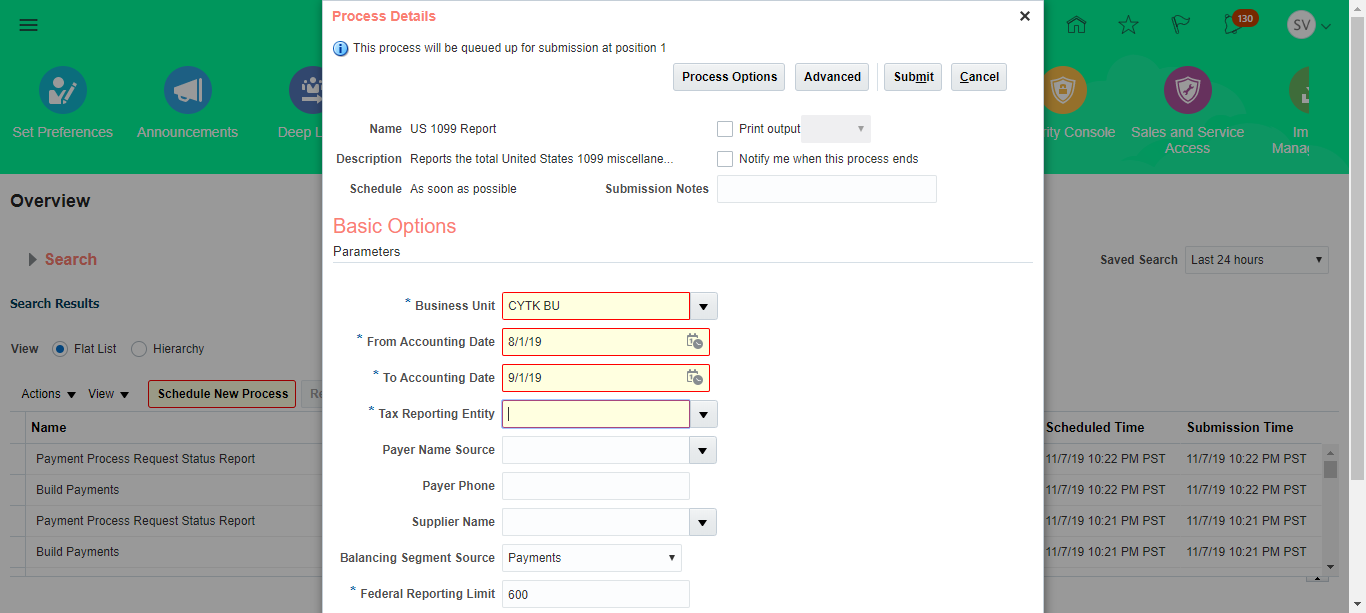 Process Details
This process will be queued up for submission at position 1
SV
130
Process Options
Advanced
Submit
Cancel
Set Preferences
Announcements
Deep L
ity Console
Sales and Service
Access
Im
Manag
Name US 1099 Report
Print output
Description Reports the total United States 1099 miscellane...
Notify me when this process ends
Schedule As soon as possible
Submission Notes
Overview
Basic Options
Parameters
Search
Saved Search Last 24 hours
Search Results
* Business Unit CYTK BU
View Flat List Hierarchy
* From Accounting Date 8/1/19
* To Accounting Date 9/1/19
Actions View Schedule New Process Re
* Tax Reporting Entity
Name Scheduled Time Submission Time
Payer Name Source
Payment Process Request Status Report 11/7/19 10:22 PM PST 11/7/19 10:22 PM PST
Payer Phone
Build Payments 11/7/19 10:22 PM PST 11/7/19 10:22 PM PST
Supplier Name
Payment Process Request Status Report 11/7/19 10:21 PM PST 11/7/19 10:21 PM PST
Build Payments 11/7/19 10:21 PM PST 11/7/19 10:21 PM PST
Balancing Segment Source Payments
* Federal Reporting Limit 600